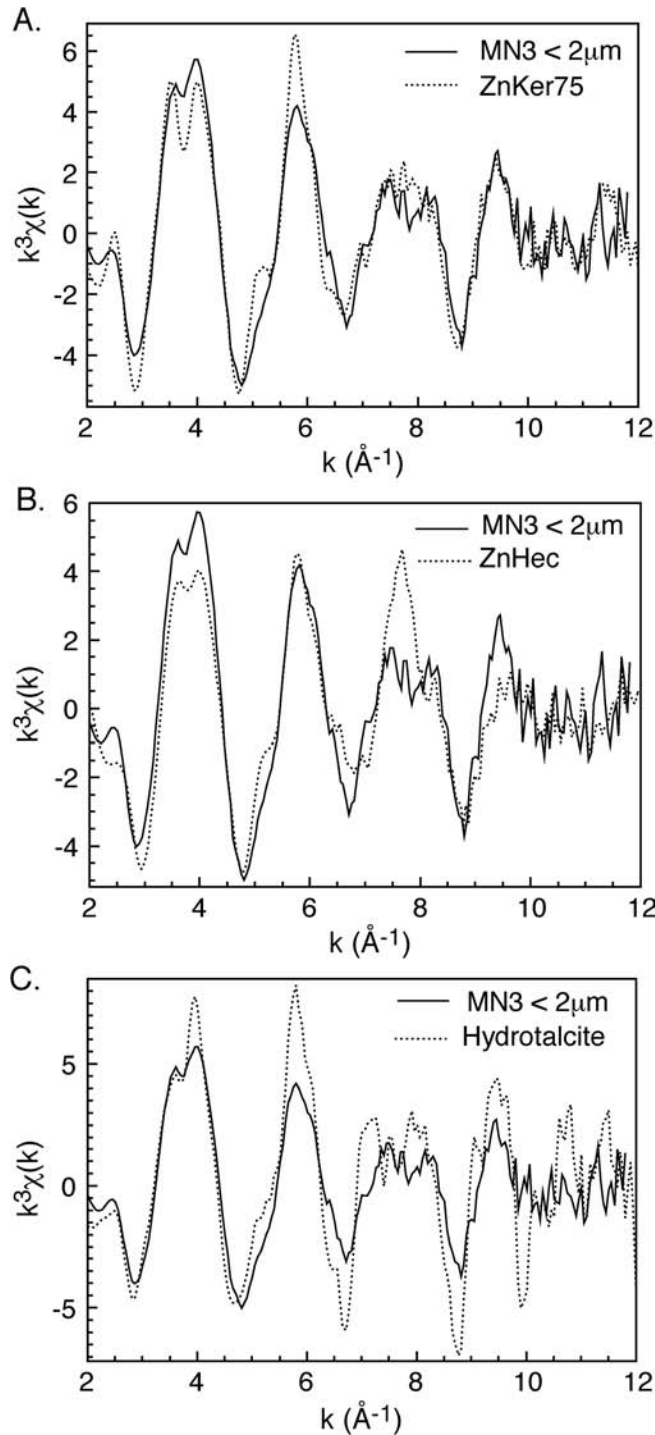 A.
MN3 < 2μm
ZnKer75
k³χ(k)
6
4
2
0
-2
-4
2 4 6 8 10 12
k (Å⁻¹)
B.
MN3 < 2μm
ZnHec
k³χ(k)
6
4
2
0
-2
-4
2 4 6 8 10 12
k (Å⁻¹)
C.
MN3 < 2μm
Hydrotalcite
k³χ(k)
5
0
-5
2 4 6 8 10 12
k (Å⁻¹)